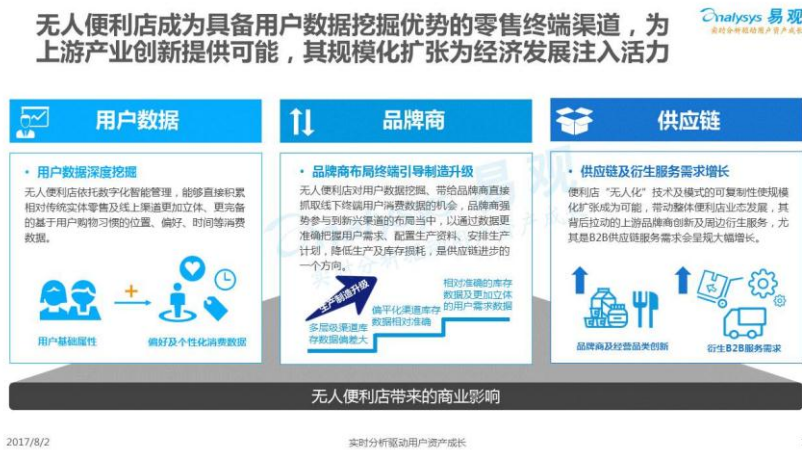 无人便利店成为具备用户数据挖掘优势的零售终端渠道，为
上游产业创新提供可能，其规模化扩张为经济发展注入活力
analysys 易观
实时分析驱动用户资产成长
用户数据
• 用户数据深度挖掘
无人便利店依托数字化智能管理，能够直接积累
相对传统实体零售及线上渠道更加立体、更完备
的基于用户购物习惯的位置、偏好、时间等消费
数据。
用户基础属性
偏好及个性化消费数据
品牌商
• 品牌商布局终端引导制造升级
无人便利店对用户数据挖掘、带给品牌商直接
抓取线下终端用户消费数据的机会，品牌商强
势参与到新兴渠道的布局当中，以通过数据更
准确把握用户需求、配置生产资料、安排生产
计划，降低生产及库存损耗，是供应链进步的
一个方向。
生产制造升级
多层级渠道库
存数据偏差大
偏平化渠道库存
数据相对准确
相对准确的库存
数据及更加立体
的用户需求数据
供应链
• 供应链及衍生服务需求增长
便利店“无人化”技术及模式的可复制性使规模
化扩张成为可能，带动整体便利店业态发展，其
背后拉动的上游品牌商创新及周边衍生服务，尤
其是B2B供应链服务需求会呈现大幅增长。
品牌商及经营品类创新
衍生B2B服务需求
无人便利店带来的商业影响
2017/8/2
实时分析驱动用户资产成长